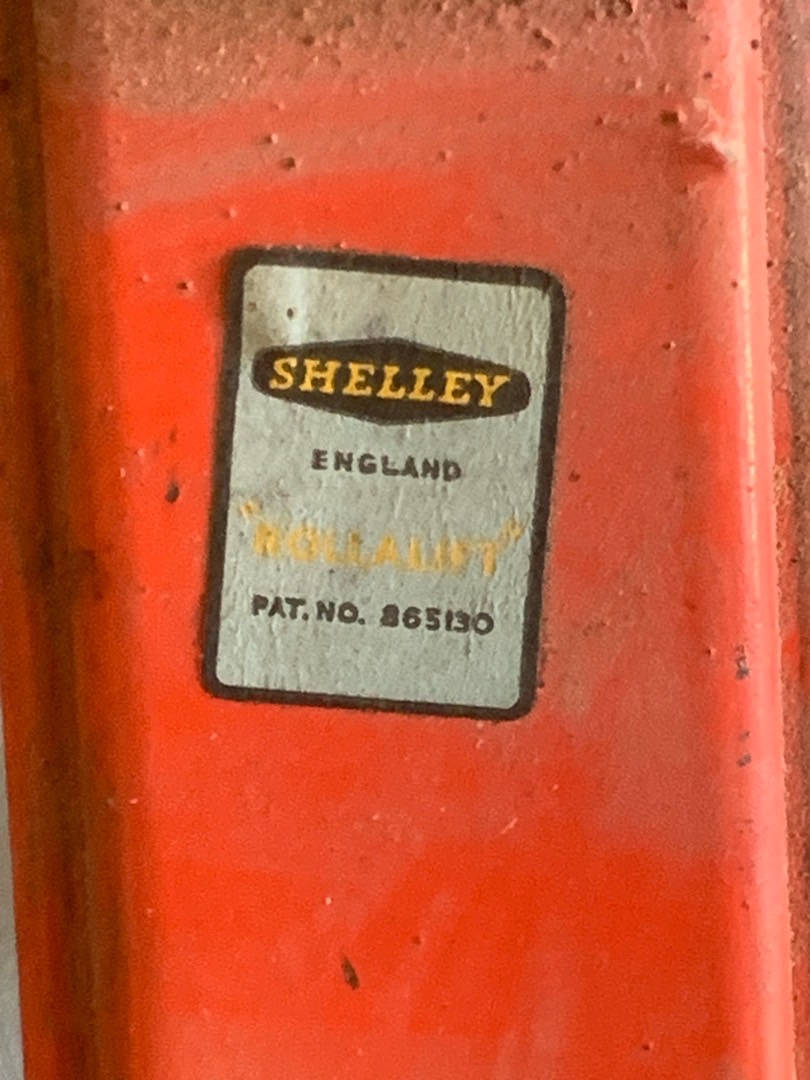 SHELLEY
ENGLAND
"ROLLALIFT"
PAT. NO. 865130